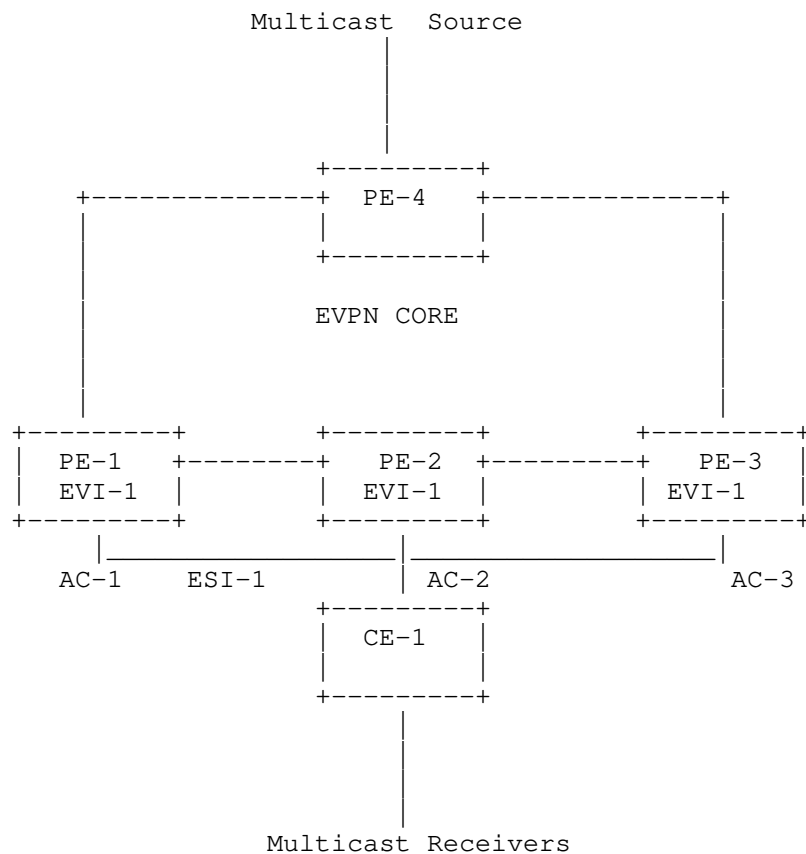 Multicast Source
PE-4
EVPN CORE
PE-1 PE-2 PE-3
EVI-1 EVI-1 EVI-1
AC-1 ESI-1 AC-2 AC-3
CE-1
Multicast Receivers